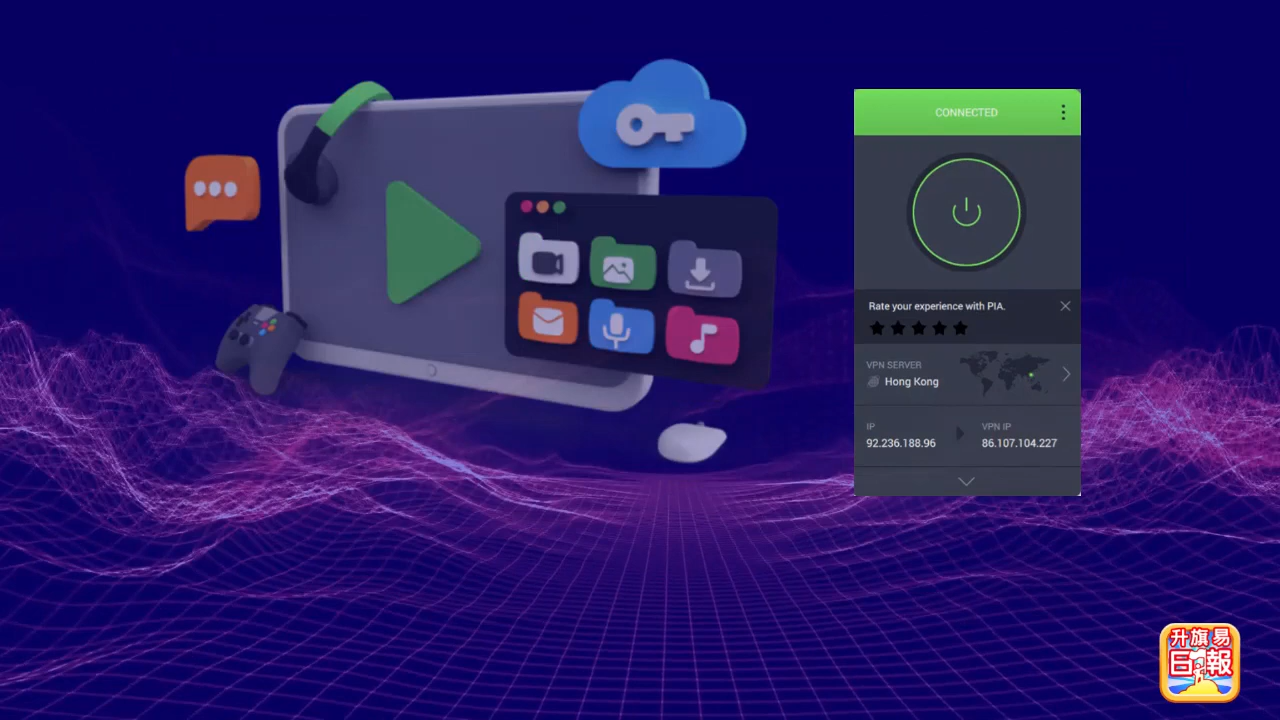 CONNECTED
Rate your experience with PIA.
VPN SERVER
Hong Kong
IP
92.236.188.96
VPN IP
86.107.104.227
升旗易
日報